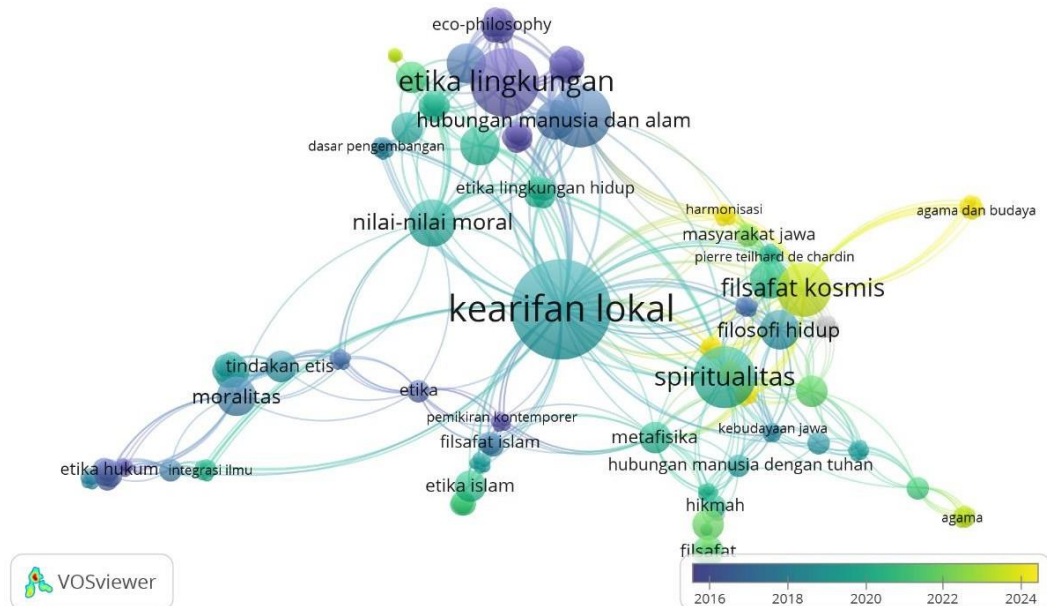 eco-philosophy
etika lingkungan
hubungan manusia dan alam
dasar pengembangan
etika lingkungan hidup
nilai-nilai moral
harmonisasi
agama dan budaya
masyarakat jawa
pierre teilhard de chardin
filsafat kosmis
kearifan lokal
filosofi hidup
tindakan etis
spiritualitas
moralitas
etika
pemikiran kontemporer
filsafat islam
metafisika
kebudayaan jawa
etika hukum
integrasi ilmu
hubungan manusia dengan tuhan
etika islam
hikmah
agama
filsafat
VOSviewer
2016 2018 2020 2022 2024